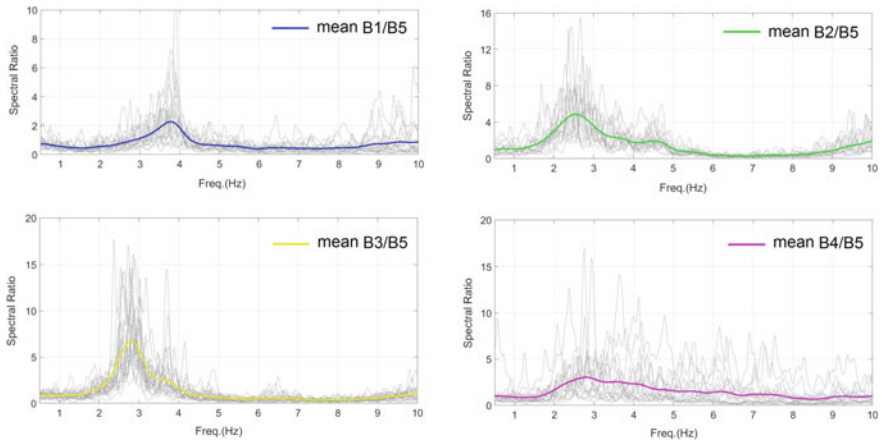 mean B1/B5
Spectral Ratio
10
8
6
4
2
0
1 2 3 4 5 6 7 8 9 10
Freq.(Hz)
mean B2/B5
Spectral Ratio
16
12
8
4
0
1 2 3 4 5 6 7 8 9 10
Freq.(Hz)
mean B3/B5
Spectral Ratio
20
15
10
5
0
1 2 3 4 5 6 7 8 9 10
Freq.(Hz)
mean B4/B5
Spectral Ratio
20
15
10
5
0
1 2 3 4 5 6 7 8 9 10
Freq.(Hz)